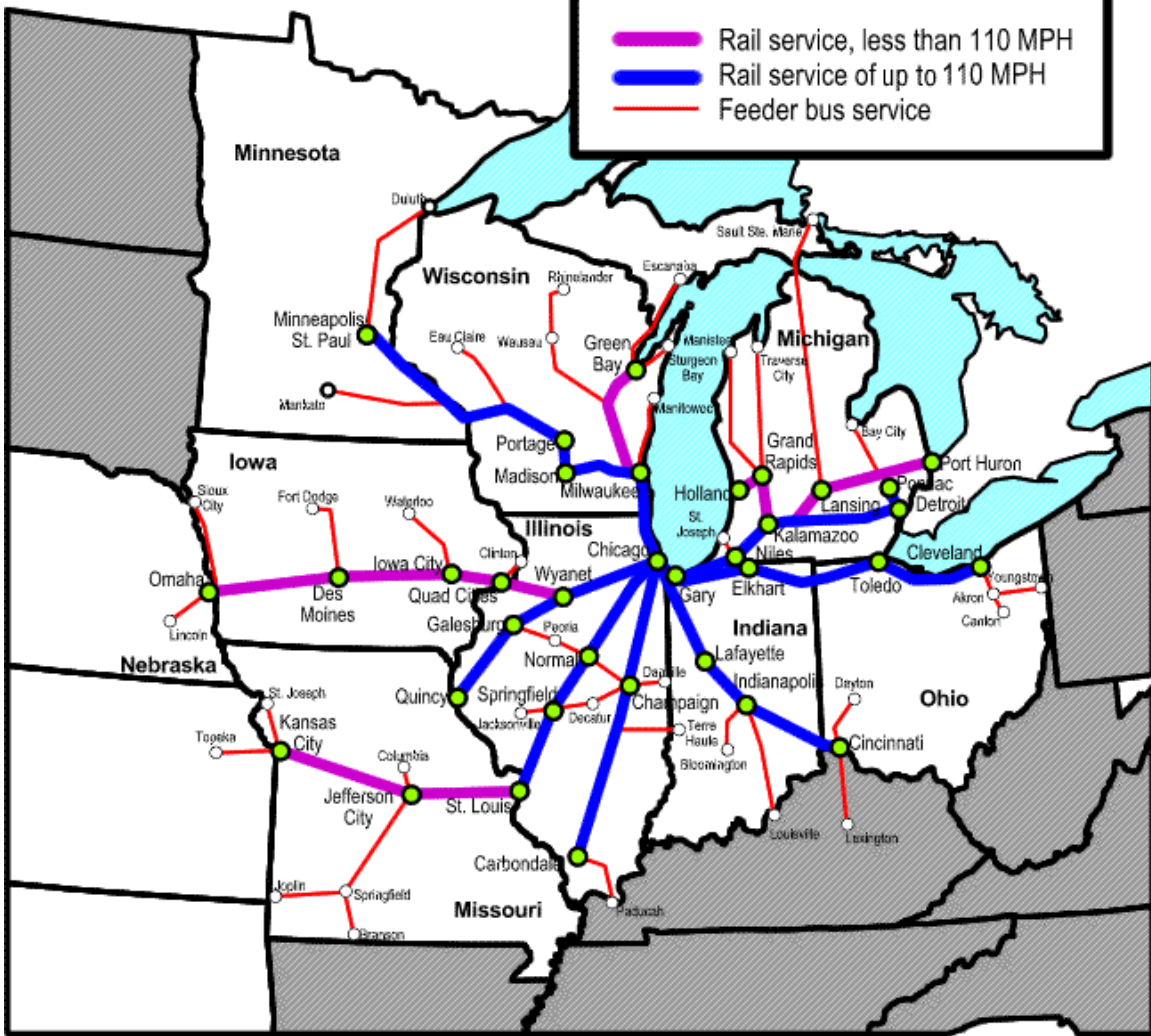 Rail service, less than 110 MPH
Rail service of up to 110 MPH
Feeder bus service
Minnesota
Duluth
Sault Ste. Marie
Wisconsin
Rhinelander
Escanaba
Minneapolis
St. Paul
Eau Claire
Wausau
Green
Bay
Manistee
Sturgeon
Bay
Traverse
City
Michigan
Mankato
Manitowoc
Bay City
Portage
Madison
Milwaukee
Grand
Rapids
Holland
Lansing
Port Huron
Pontiac
Detroit
Iowa
Sioux
City
Fort Dodge
Waterloo
Illinois
St.
Joseph
Kalamazoo
Clinton
Chicago
Niles
Cleveland
Omaha
Des
Moines
Iowa City
Quad Cities
Wyanet
Gary
Elkhart
Toledo
Youngstown
Akron
Canton
Lincoln
Galesburg
Peoria
Indiana
Nebraska
Normal
Lafayette
St. Joseph
Quincy
Springfield
Danville
Champaign
Indianapolis
Dayton
Ohio
Kansas
City
Topeka
Jacksonville
Decatur
Terre
Haute
Bloomington
Cincinnati
Columbia
Jefferson
City
St. Louis
Louisville
Lexington
Carbondale
Joplin
Springfield
Missouri
Paducah
Branson